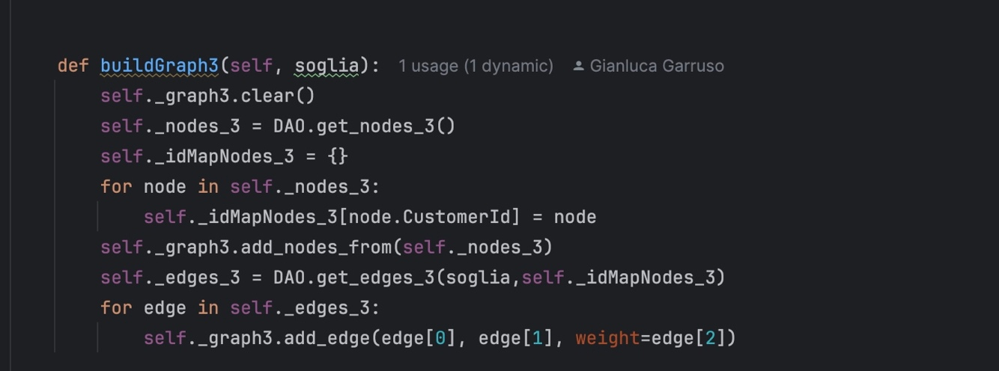 def buildGraph3(self, soglia):  1 usage (1 dynamic)  Gianluca Garruso
    self._graph3.clear()
    self._nodes_3 = DAO.get_nodes_3()
    self._idMapNodes_3 = {}
    for node in self._nodes_3:
        self._idMapNodes_3[node.CustomerId] = node
    self._graph3.add_nodes_from(self._nodes_3)
    self._edges_3 = DAO.get_edges_3(soglia,self._idMapNodes_3)
    for edge in self._edges_3:
        self._graph3.add_edge(edge[0], edge[1], weight=edge[2])